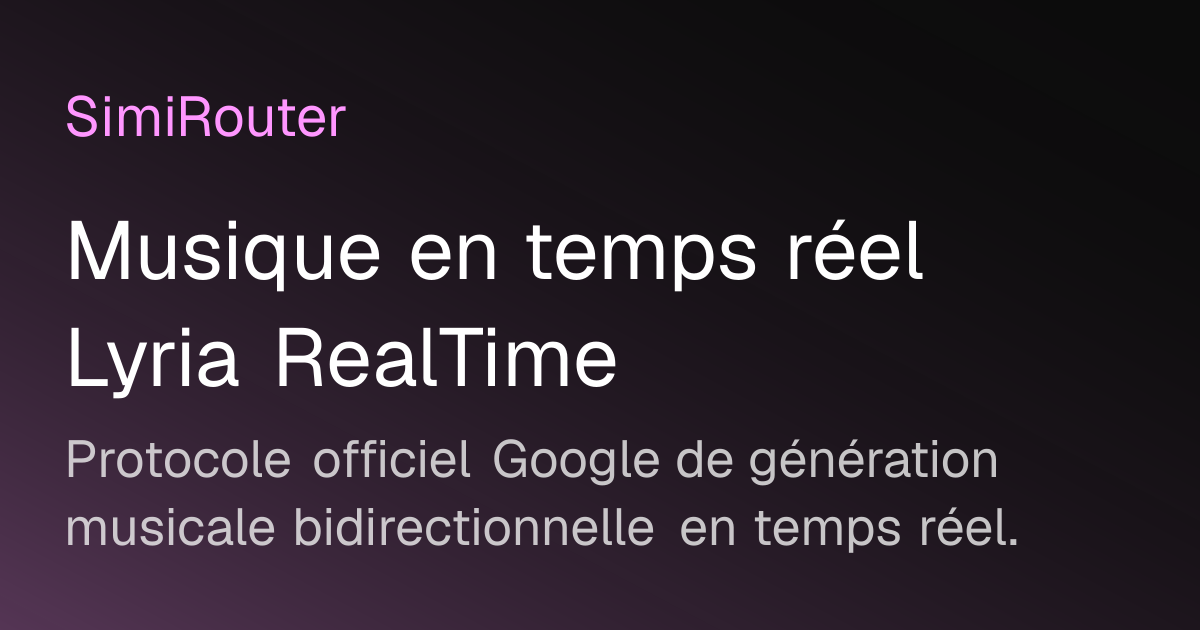 SimiRouter
Musique en temps réel
Lyria RealTime
Protocole officiel Google de génération
musicale bidirectionnelle en temps réel.